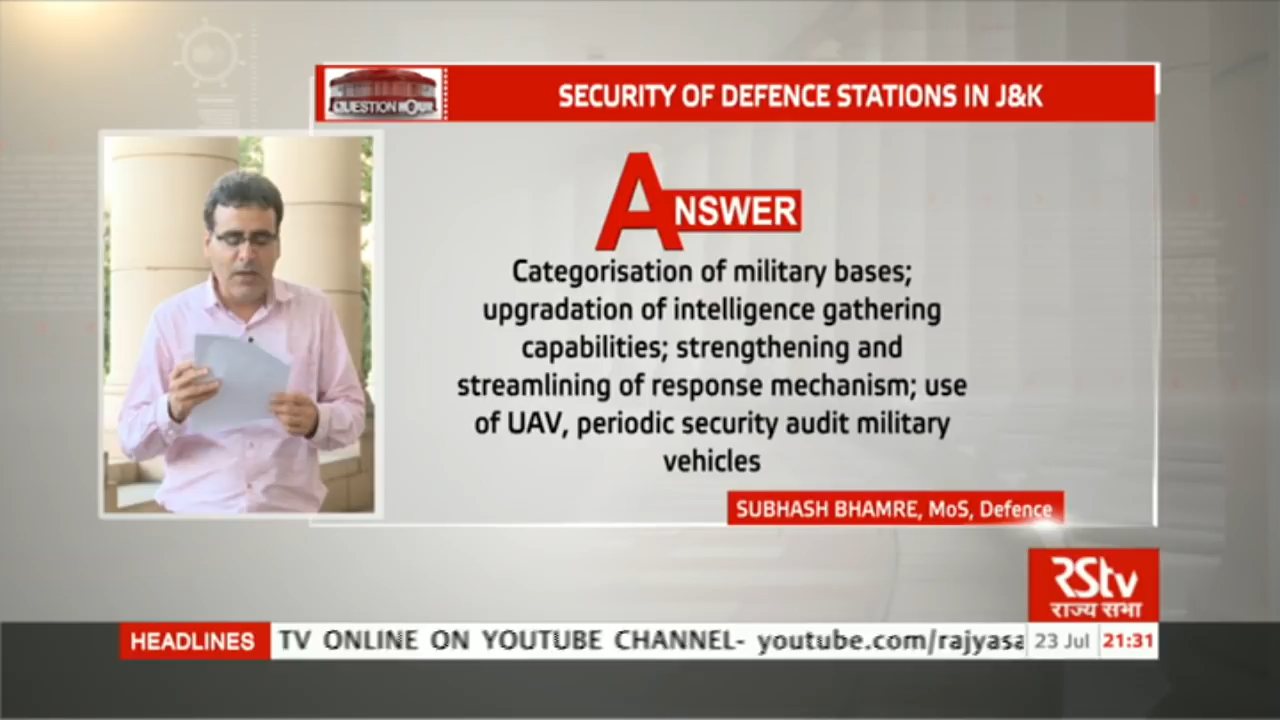 QUESTION HOUR
SECURITY OF DEFENCE STATIONS IN J&K
ANSWER
Categorisation of military bases;
upgradation of intelligence gathering
capabilities; strengthening and
streamlining of response mechanism; use
of UAV, periodic security audit military
vehicles
SUBHASH BHAMRE, MoS, Defence
RStv
राज्य सभा
HEADLINES
TV ONLINE ON YOUTUBE CHANNEL- youtube.com/rajyasa
23 Jul
21:31